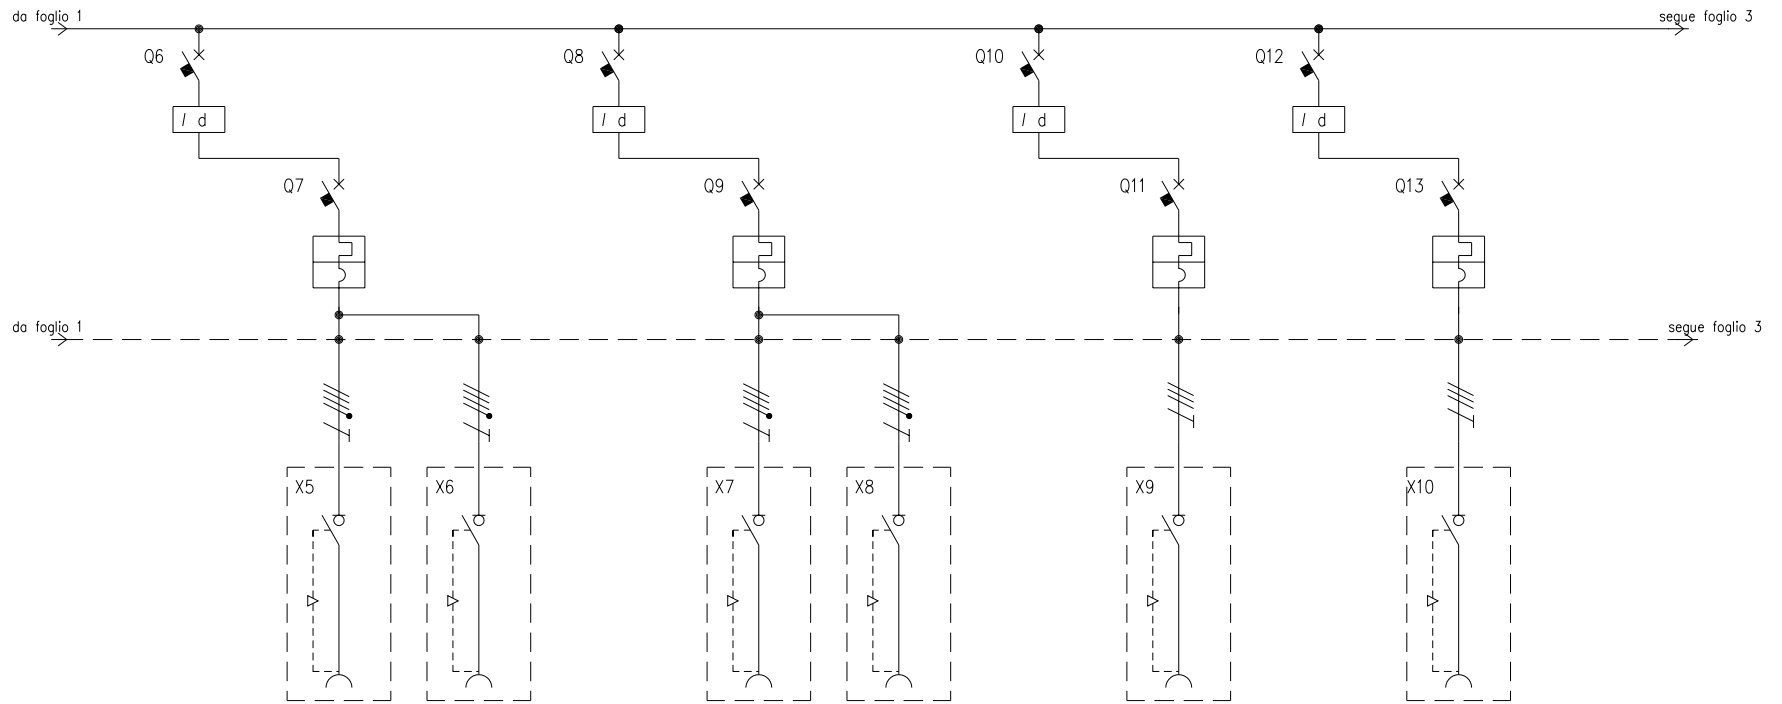 da foglio 1
segue foglio 3
Q6
Q8
Q10
Q12
I d
I d
I d
I d
Q7
Q9
Q11
Q13
da foglio 1
segue foglio 3
X5
X6
X7
X8
X9
X10